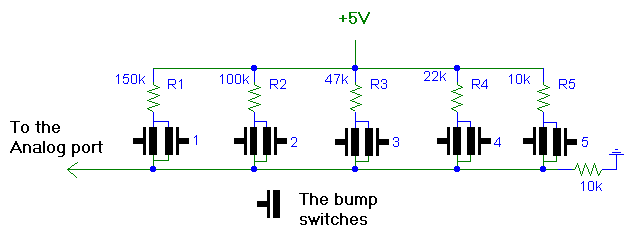 +5V
150k R1 100k R2 47k R3 22k R4 10k R5
To the
Analog port
1 2 3 4 5
10k
The bump
switches